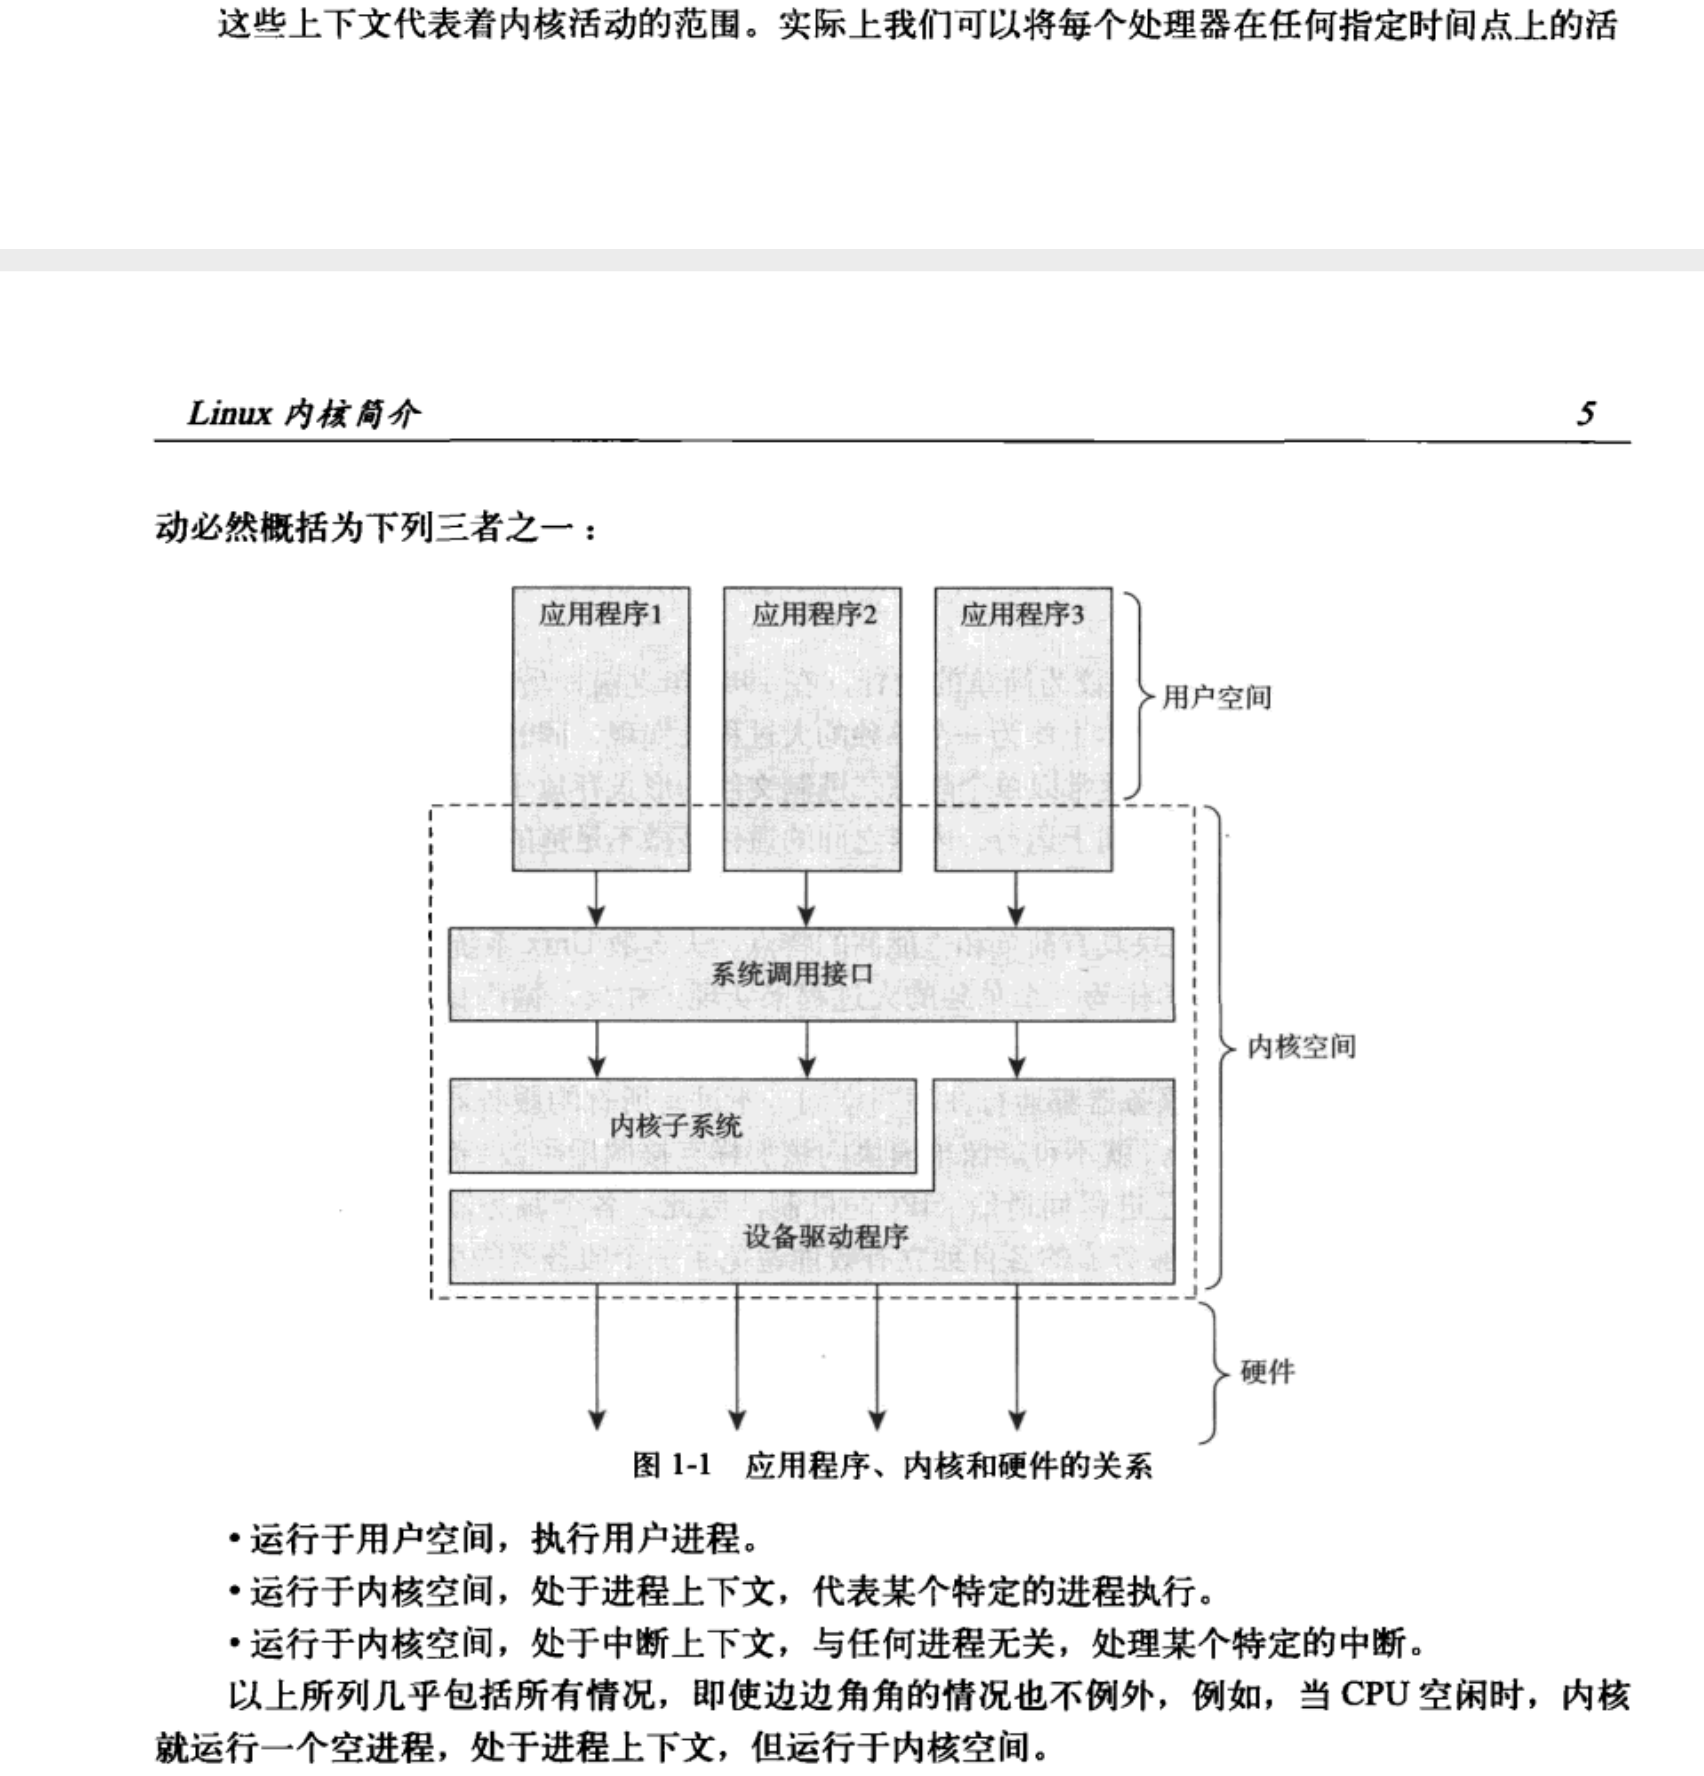 这些上下文代表着内核活动的范围。实际上我们可以将每个处理器在任何指定时间点上的活
Linux 内核简介 5
动必然概括为下列三者之一：
应用程序1 应用程序2 应用程序3
用户空间
系统调用接口
内核空间
内核子系统
设备驱动程序
硬件
图 1-1 应用程序、内核和硬件的关系
• 运行于用户空间，执行用户进程。
• 运行于内核空间，处于进程上下文，代表某个特定的进程执行。
• 运行于内核空间，处于中断上下文，与任何进程无关，处理某个特定的中断。
以上所列几乎包括所有情况，即使边边角角的情况也不例外，例如，当 CPU 空闲时，内核
就运行一个空进程，处于进程上下文，但运行于内核空间。